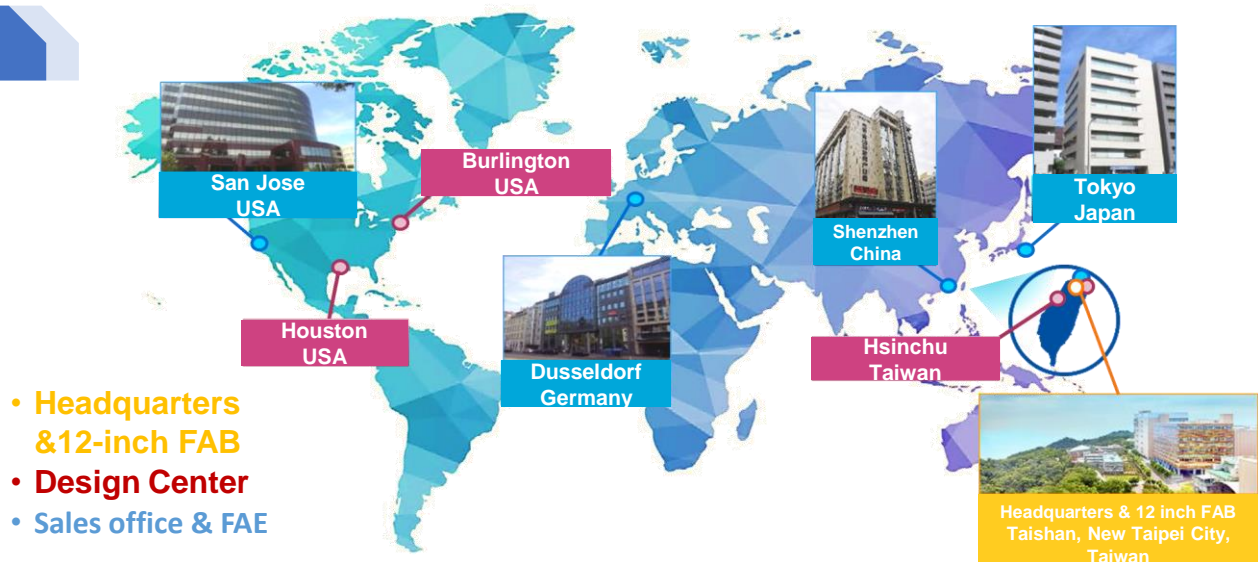 San Jose
USA
Burlington
USA
Houston
USA
Dusseldorf
Germany
Shenzhen
China
Tokyo
Japan
Hsinchu
Taiwan
Headquarters & 12 inch FAB
Taishan, New Taipei City,
Taiwan
• Headquarters
&12-inch FAB
• Design Center
• Sales office & FAE